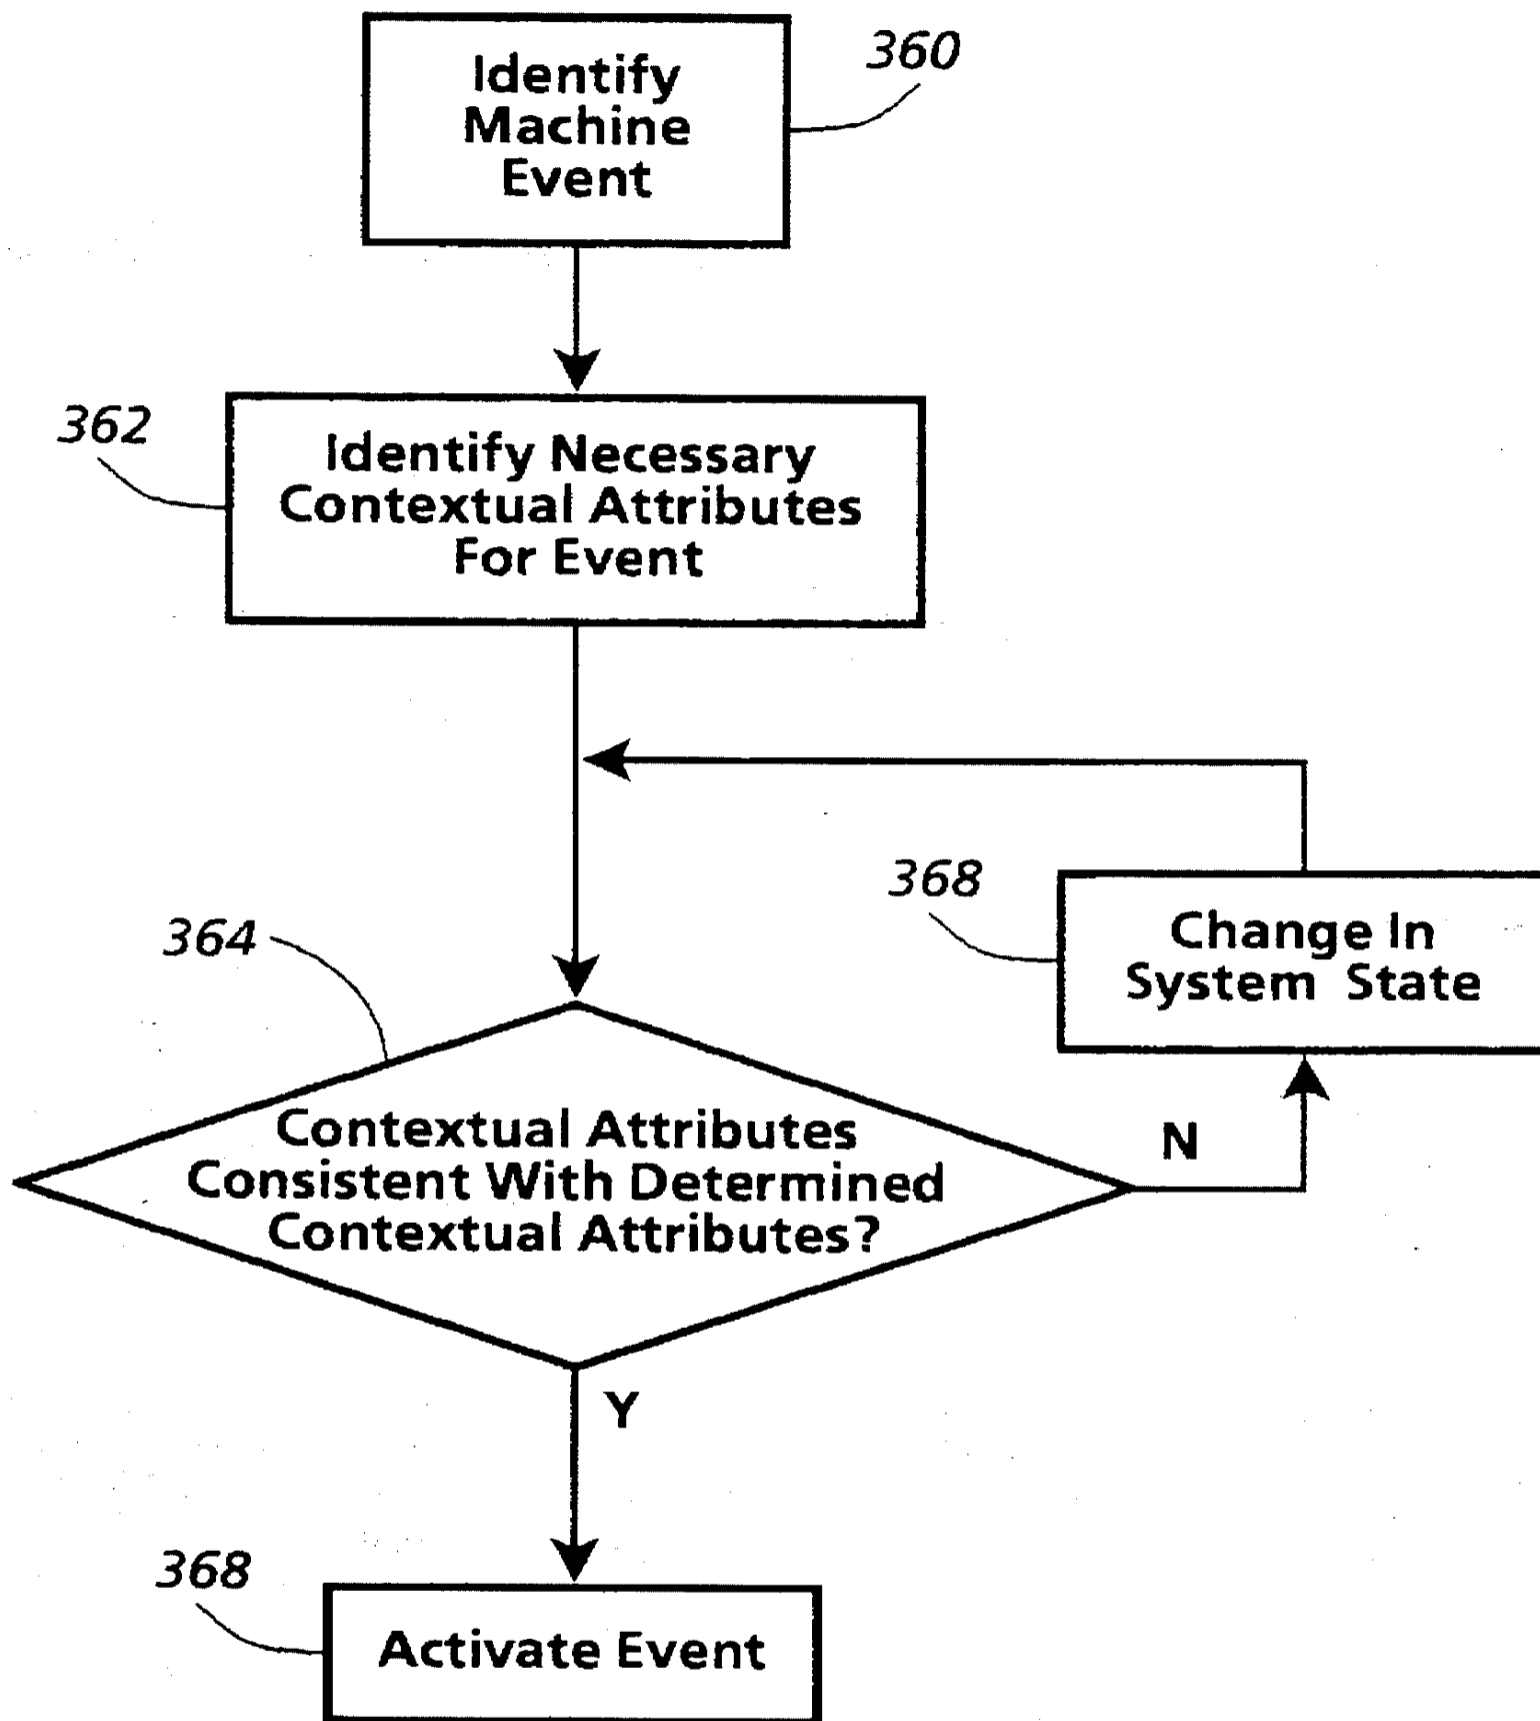 360
Identify
Machine
Event
362
Identify Necessary
Contextual Attributes
For Event
368
Change In
System State
364
Contextual Attributes
Consistent With Determined
Contextual Attributes?
N
Y
368
Activate Event